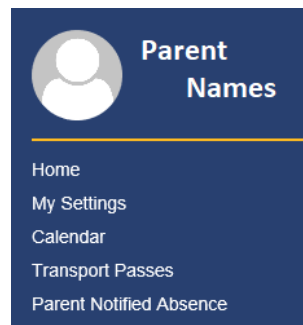 Parent
Names
Home
My Settings
Calendar
Transport Passes
Parent Notified Absence